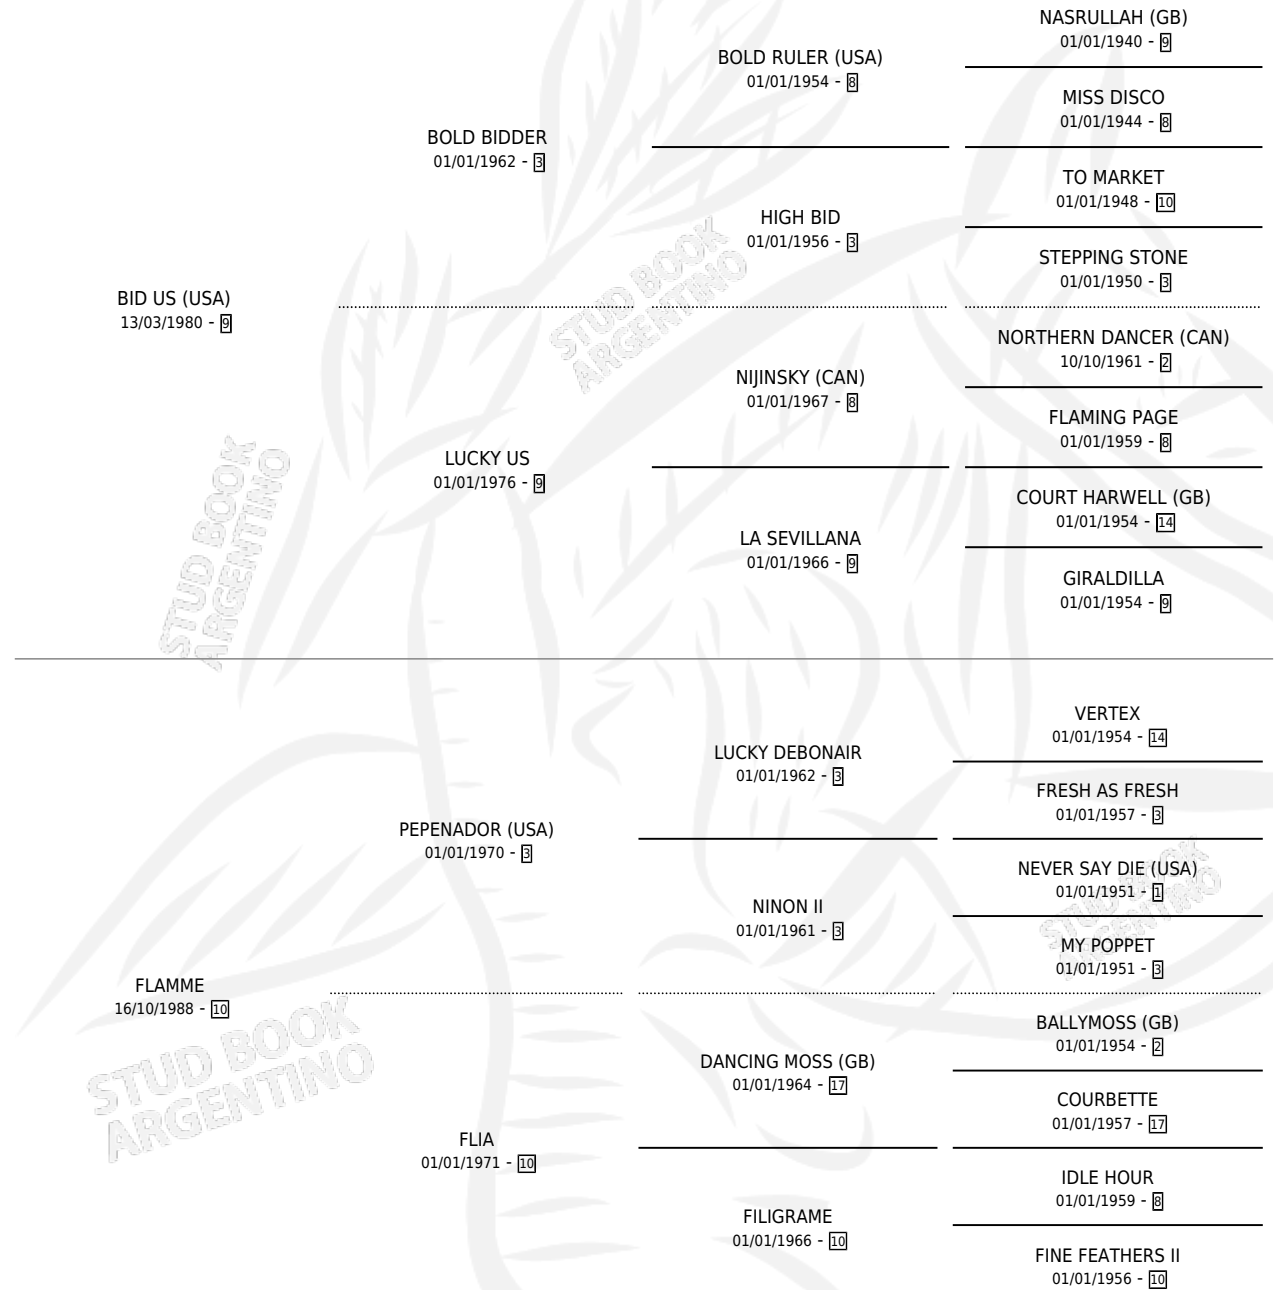 NASRULLAH (GB)
01/01/1940 - 9
BOLD RULER (USA)
01/01/1954 - 8
MISS DISCO
01/01/1944 - 8
BOLD BIDDER
01/01/1962 - 3
TO MARKET
01/01/1948 - 10
HIGH BID
01/01/1956 - 3
STEPPING STONE
01/01/1950 - 3
BID US (USA)
13/03/1980 - 9
STUD BOOK
ARGENTINO
NORTHERN DANCER (CAN)
10/10/1961 - 2
NIJINSKY (CAN)
01/01/1967 - 8
FLAMING PAGE
01/01/1959 - 8
LUCKY US
01/01/1976 - 9
COURT HARWELL (GB)
01/01/1954 - 14
LA SEVILLANA
01/01/1966 - 9
GIRALDILLA
01/01/1954 - 9
STUD BOOK
ARGENTINO
VERTEX
01/01/1954 - 14
LUCKY DEBONAIR
01/01/1962 - 3
FRESH AS FRESH
01/01/1957 - 3
PEPENADOR (USA)
01/01/1970 - 3
NEVER SAY DIE (USA)
01/01/1951 - 1
NINON II
01/01/1961 - 3
MY POPPET
01/01/1951 - 3
STUD BOOK
ARGENTINO
FLAMME
16/10/1988 - 10
BALLYMOSS (GB)
01/01/1954 - 2
DANCING MOSS (GB)
01/01/1964 - 17
COURBETTE
01/01/1957 - 17
STUD BOOK
ARGENTINO
FLIA
01/01/1971 - 10
IDLE HOUR
01/01/1959 - 8
FILIGRAME
01/01/1966 - 10
FINE FEATHERS II
01/01/1956 - 10